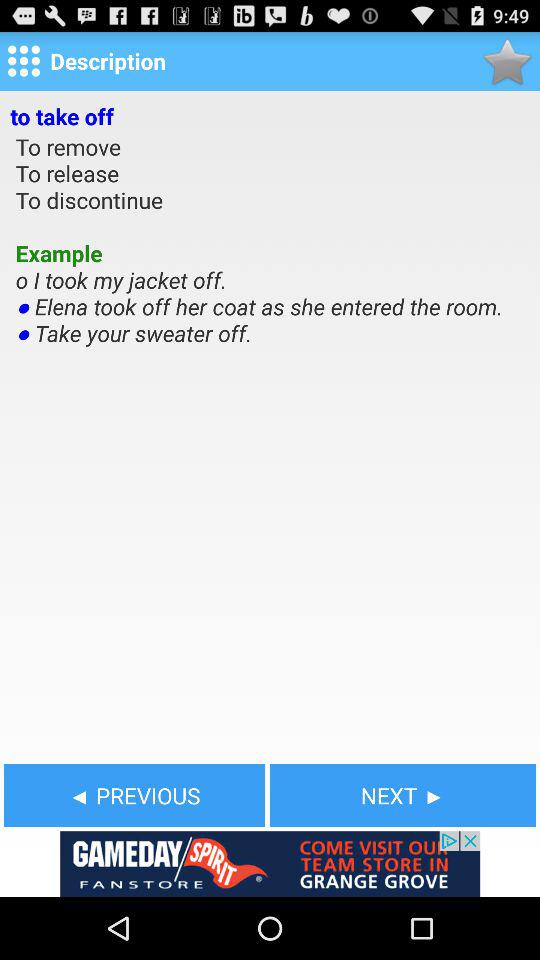 9:49
Description
to take off
To remove
To release
To discontinue
Example
o I took my jacket off.
● Elena took off her coat as she entered the room.
● Take your sweater off.
◄ PREVIOUS
NEXT ►
GAMEDAY SPIRIT ®
FANSTORE
COME VISIT OUR
TEAM STORE IN
GRANGE GROVE